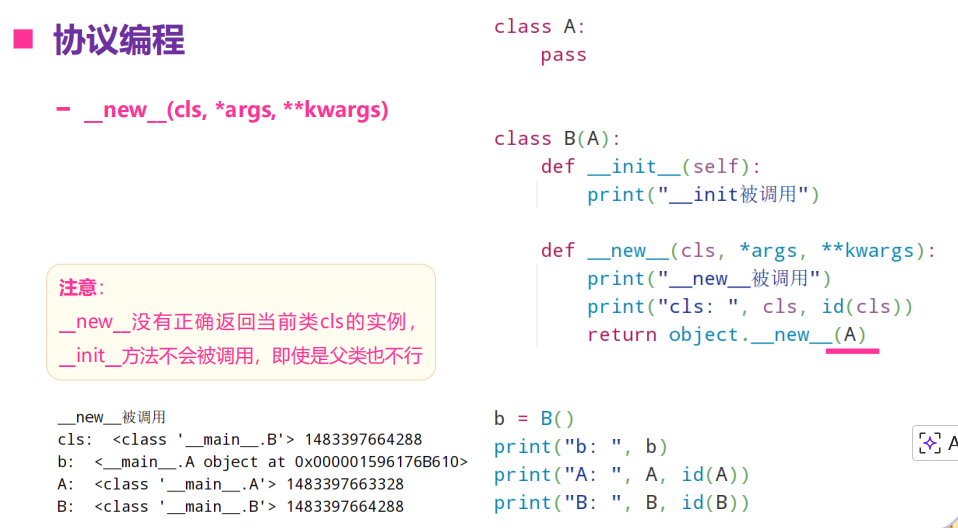 协议编程
– __new__(cls, *args, **kwargs)
注意：
__new__没有正确返回当前类cls的实例，
__init__方法不会被调用，即使是父类也不行
__new__被调用
cls:  <class '__main__.B'> 1483397664288
b:  <__main__.A object at 0x000001596176B610>
A:  <class '__main__.A'> 1483397663328
B:  <class '__main__.B'> 1483397664288
class A:
    pass
class B(A):
    def __init__(self):
        print("__init被调用")
    def __new__(cls, *args, **kwargs):
        print("__new__被调用")
        print("cls: ", cls, id(cls))
        return object.__new__(A)
b = B()
print("b: ", b)
print("A: ", A, id(A))
print("B: ", B, id(B))